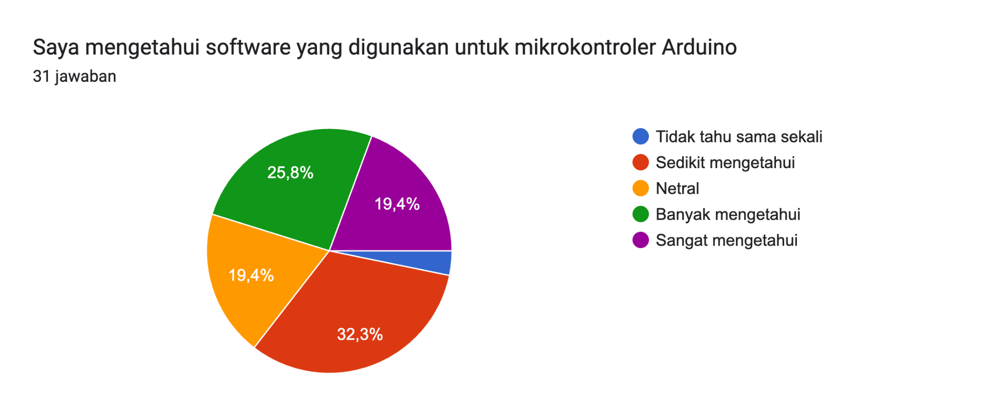 Saya mengetahui software yang digunakan untuk mikrokontroler Arduino
31 jawaban
25,8%
19,4%
19,4%
32,3%
Tidak tahu sama sekali
Sedikit mengetahui
Netral
Banyak mengetahui
Sangat mengetahui